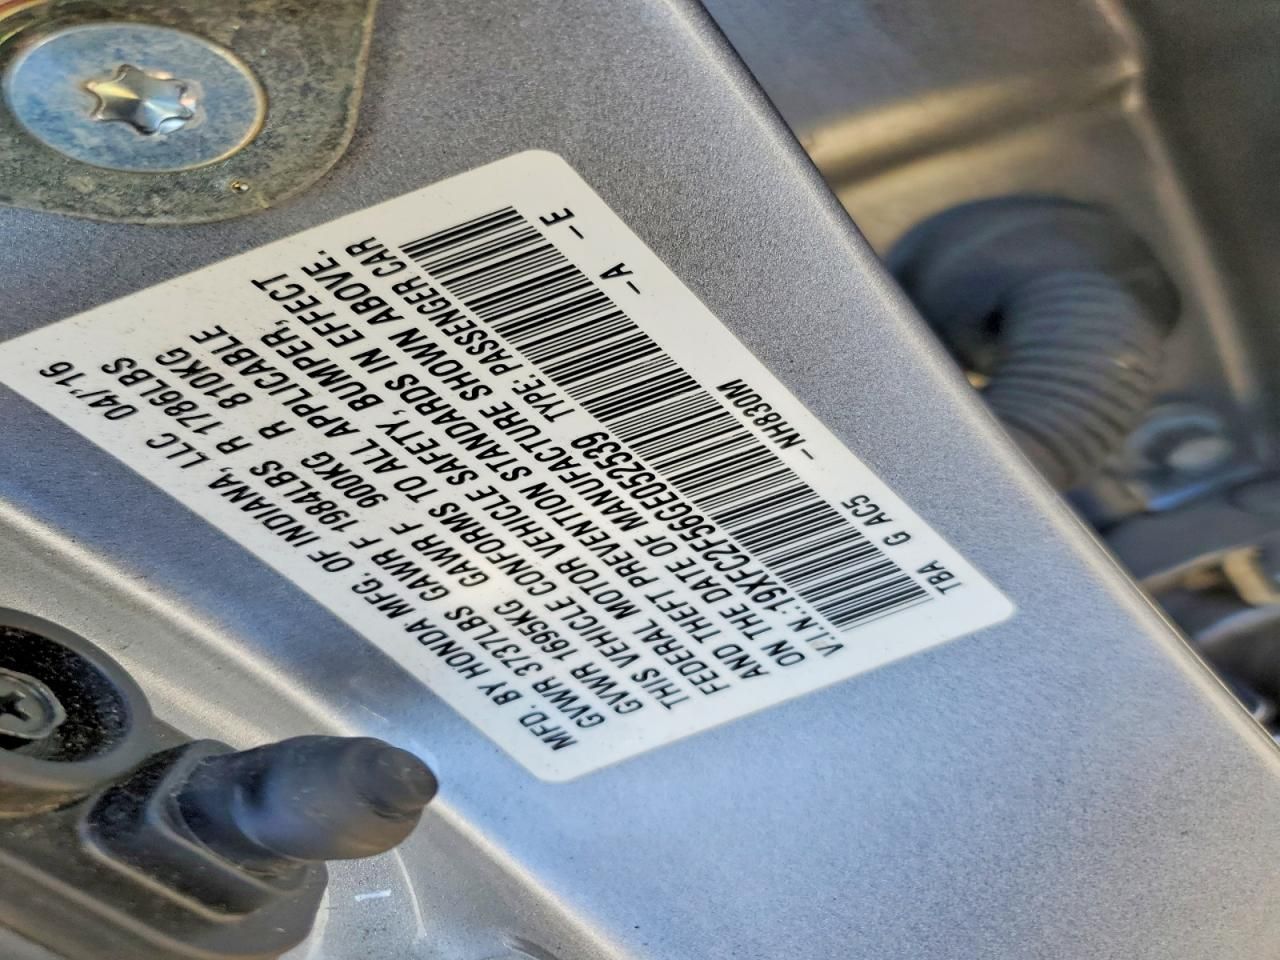 MFD. BY HONDA MFG. OF INDIANA, LLC 04/'16
GVWR 3737LBS GAWR F 1984LBS R 1786LBS
GVWR 1695KG GAWR F 900KG R 810KG
THIS VEHICLE CONFORMS TO ALL APPLICABLE
FEDERAL MOTOR VEHICLE SAFETY, BUMPER,
AND THEFT PREVENTION STANDARDS IN EFFECT
ON THE DATE OF MANUFACTURE SHOWN ABOVE.
V.I.N.:19XFC2F56GE052539 TYPE: PASSENGER CAR
TBA G AC5 –NH830M –A –E